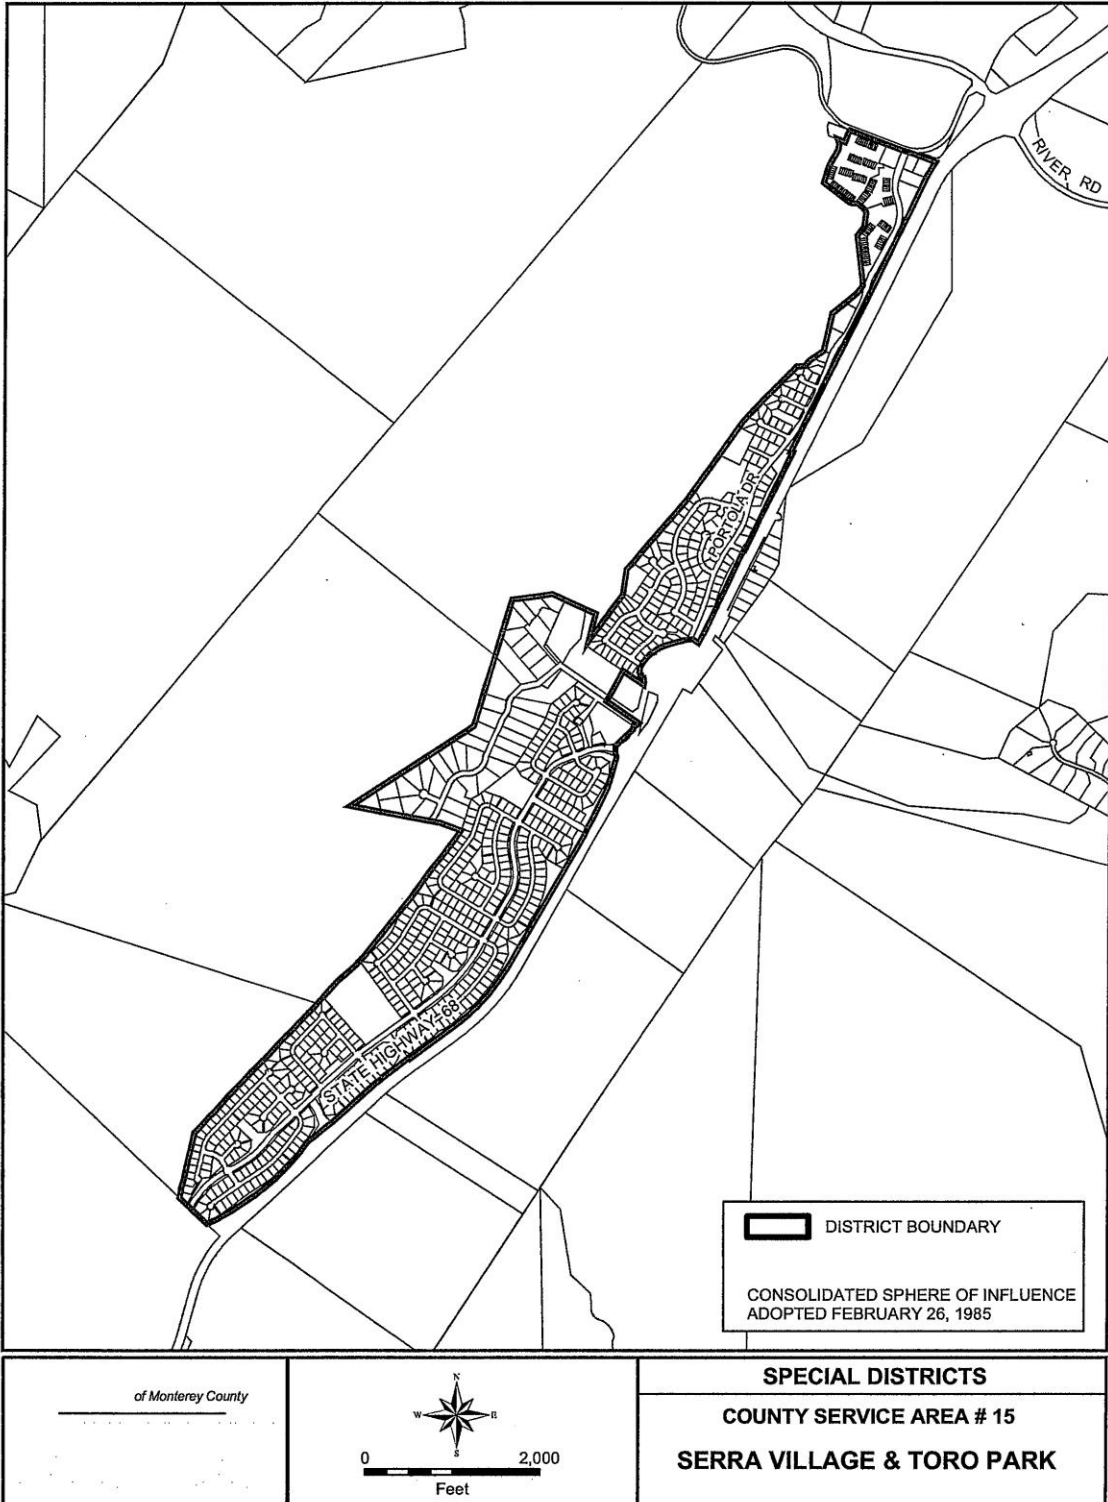 RIVER RD
PORTOLA DR
STATE HIGHWAY 68
DISTRICT BOUNDARY
CONSOLIDATED SPHERE OF INFLUENCE
ADOPTED FEBRUARY 26, 1985
of Monterey County
N
W E
S
0 2,000
Feet
SPECIAL DISTRICTS
COUNTY SERVICE AREA # 15
SERRA VILLAGE & TORO PARK